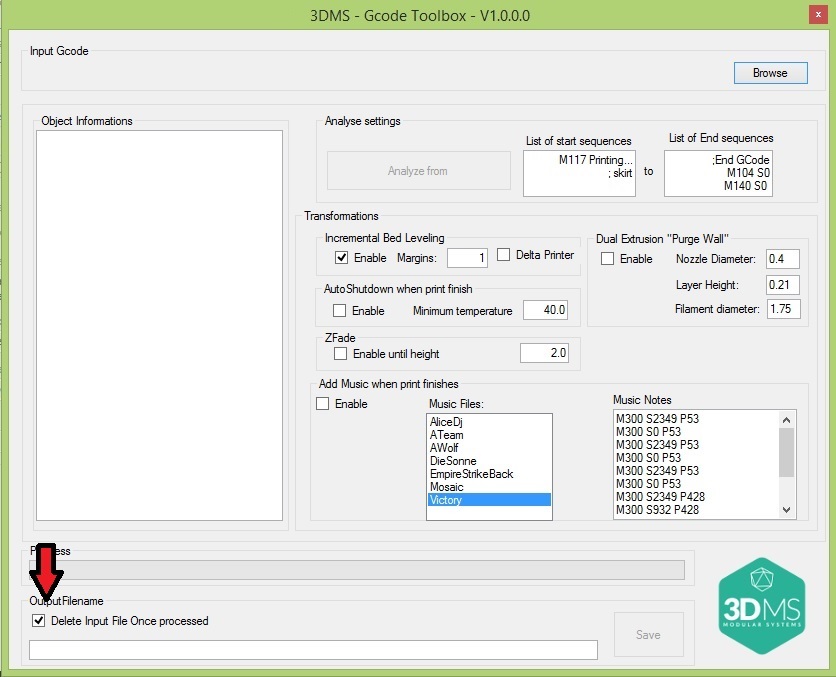 3DMS - Gcode Toolbox - V1.0.0.0
x
Input Gcode
Browse
Object Informations
Analyse settings
Analyze from
List of start sequences
M117 Printing...
; skirt
to
List of End sequences
;End GCode
M104 S0
M140 S0
Transformations
Incremental Bed Leveling
Enable Margins: 1 Delta Printer
AutoShutdown when print finish
Enable Minimum temperature 40.0
ZFade
Enable until height 2.0
Dual Extrusion "Purge Wall"
Enable Nozzle Diameter: 0.4
Layer Height: 0.21
Filament diameter: 1.75
Add Music when print finishes
Enable
Music Files:
AliceDj
ATeam
AWolf
DieSonne
EmpireStrikeBack
Mosaic
Victory
Music Notes
M300 S2349 P53
M300 S0 P53
M300 S2349 P53
M300 S0 P53
M300 S2349 P53
M300 S0 P53
M300 S2349 P428
M300 S932 P428
OutputFilename
Delete Input File Once processed
Save
3DMS
MODULAR SYSTEMS